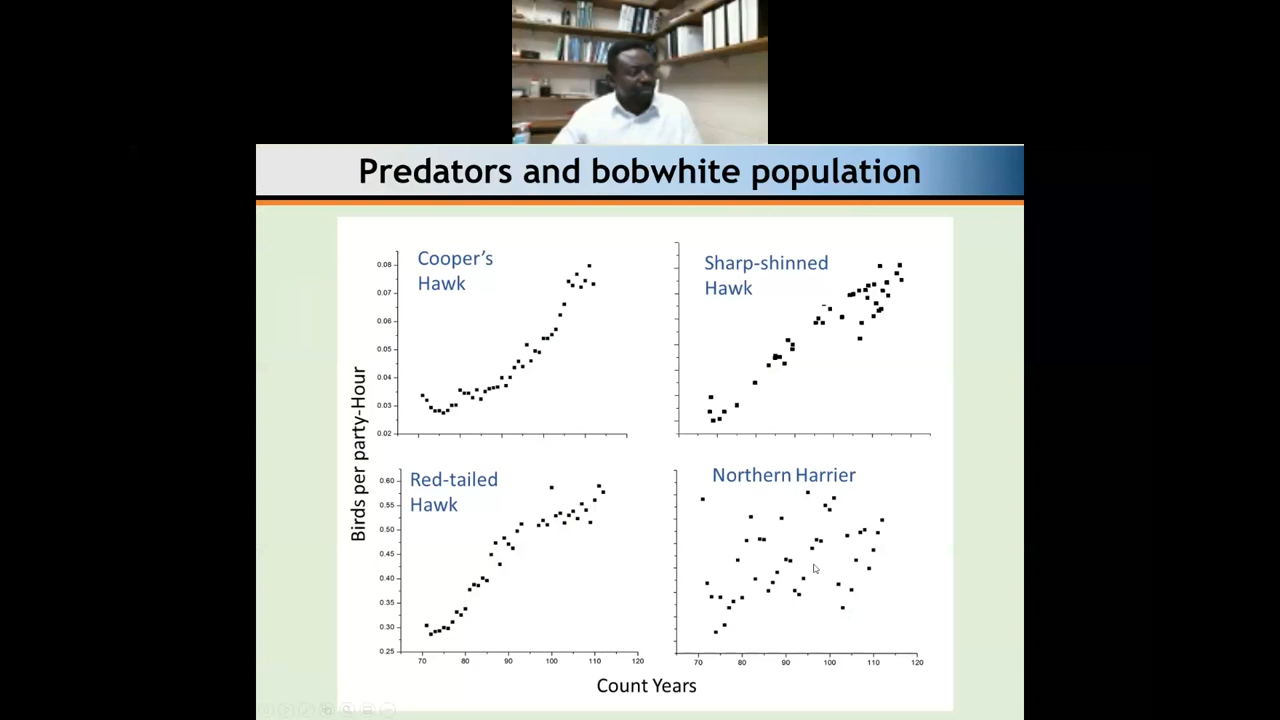 Predators and bobwhite population
Cooper's
Hawk
0.08
0.07
0.06
0.05
0.04
0.03
0.02
Sharp-shinned
Hawk
Birds per party-Hour
Red-tailed
Hawk
0.60
0.55
0.50
0.45
0.40
0.35
0.30
0.25
70 80 90 100 110 120
Northern Harrier
70 80 90 100 110 120
Count Years